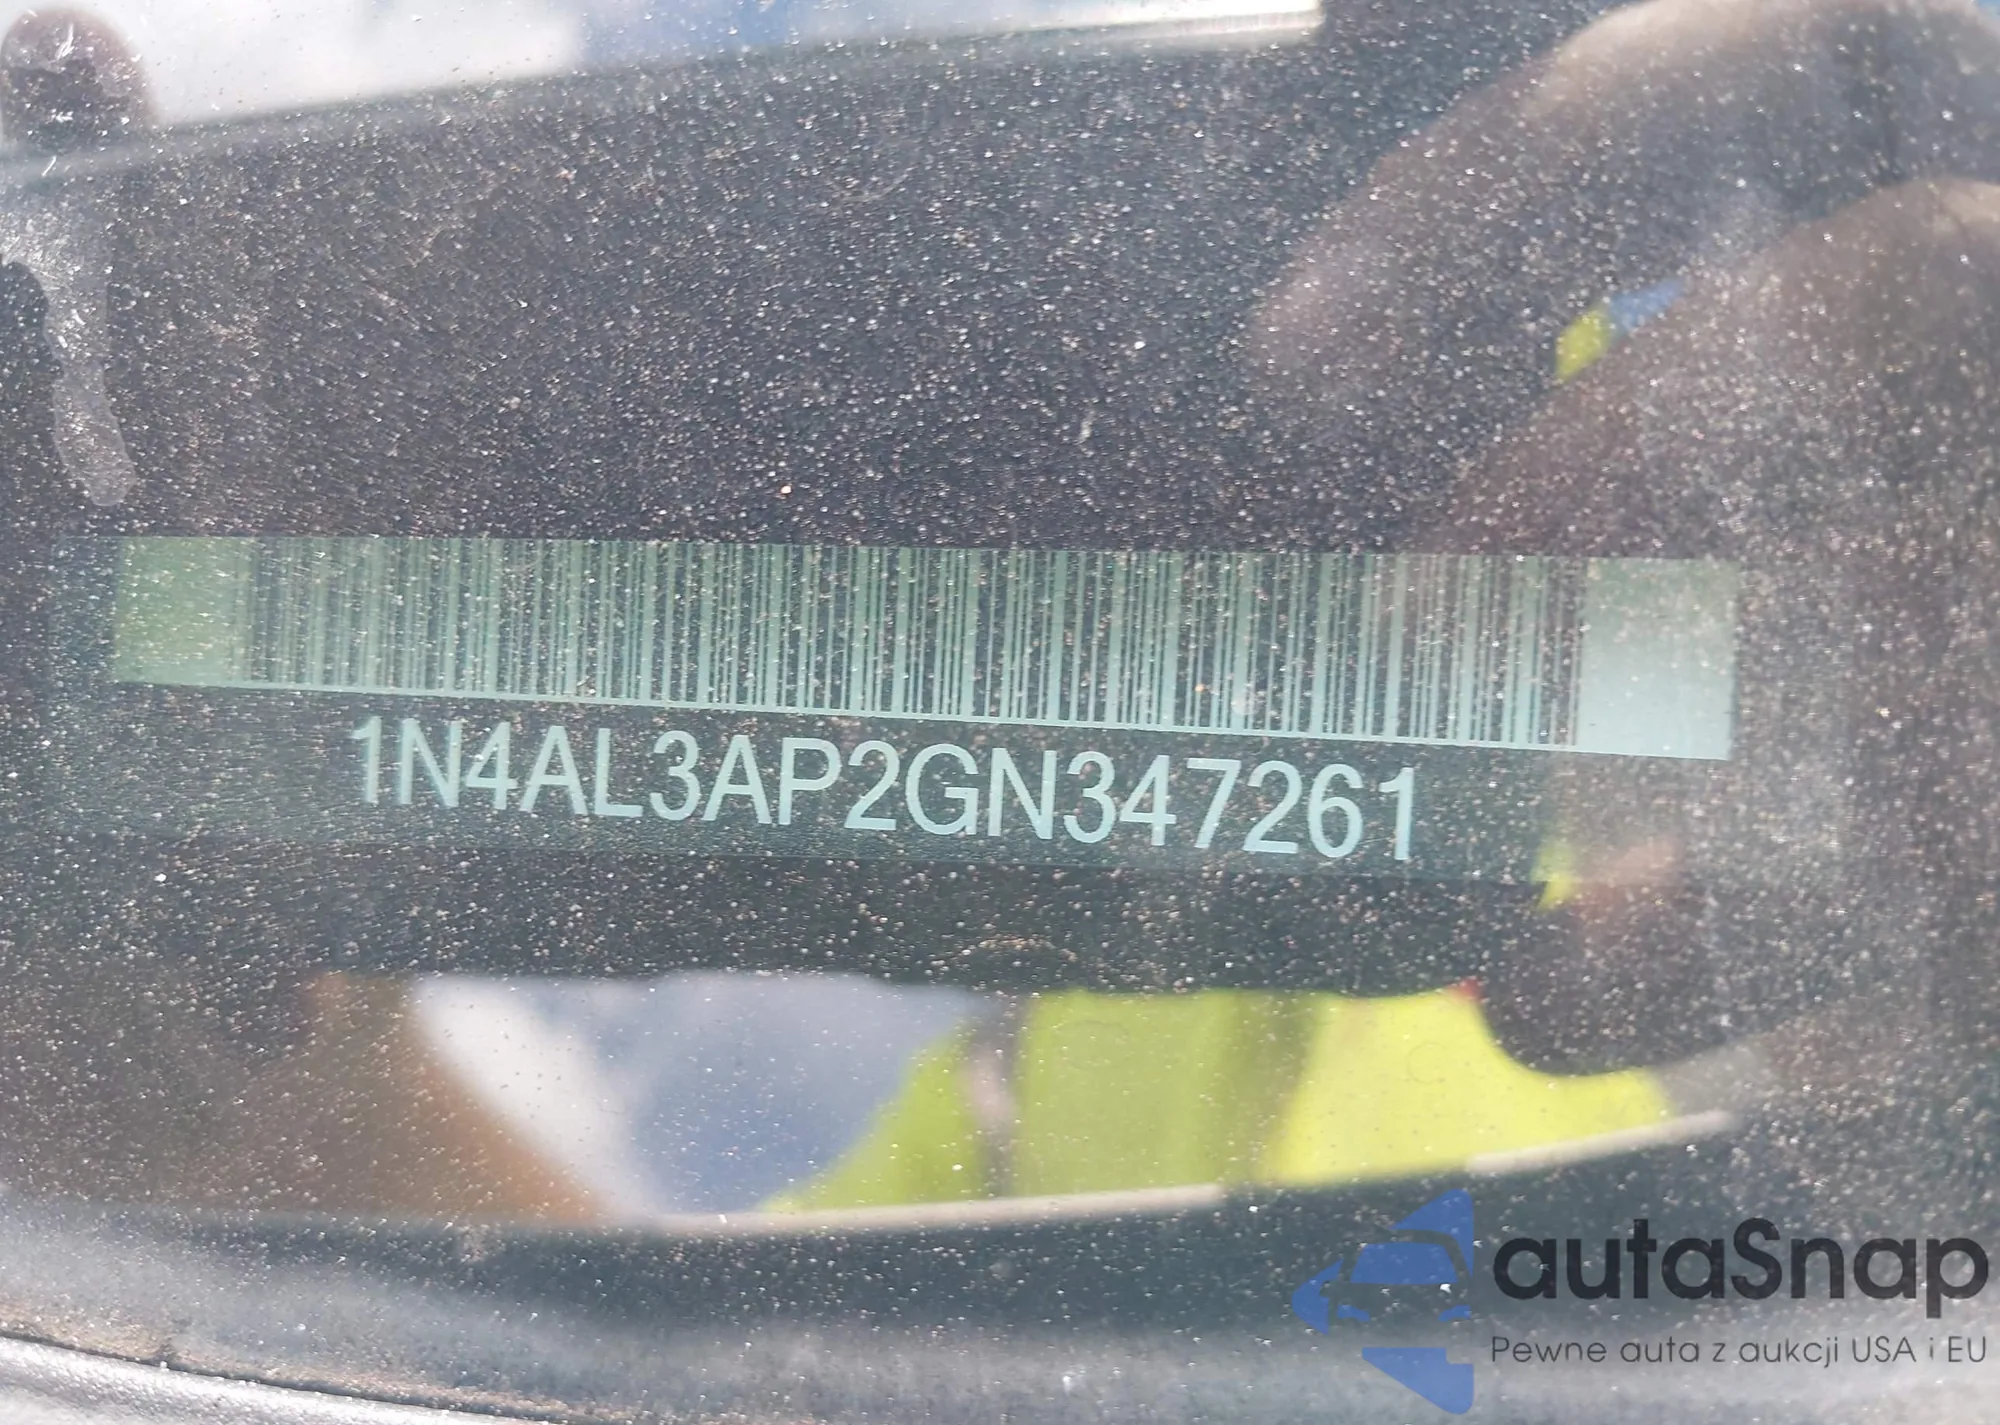 1N4AL3AP2GN347261
autaSnap
Pewne auta z aukcji USA i EU